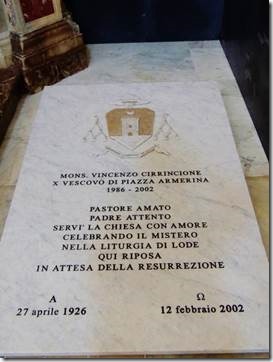 MONS. VINCENZO CIRRINCIONE
X VESCOVO DI PIAZZA ARMERINA
1986 - 2002
PASTORE AMATO
PADRE ATTENTO
SERVI' LA CHIESA CON AMORE
CELEBRANDO IL MISTERO
NELLA LITURGIA DI LODE
QUI RIPOSA
IN ATTESA DELLA RESURREZIONE
Α Ω
27 aprile 1926 12 febbraio 2002